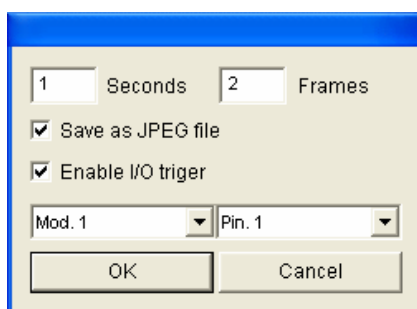 1 Seconds 2 Frames
Save as JPEG file
Enable I/O triger
Mod. 1 Pin. 1
OK Cancel